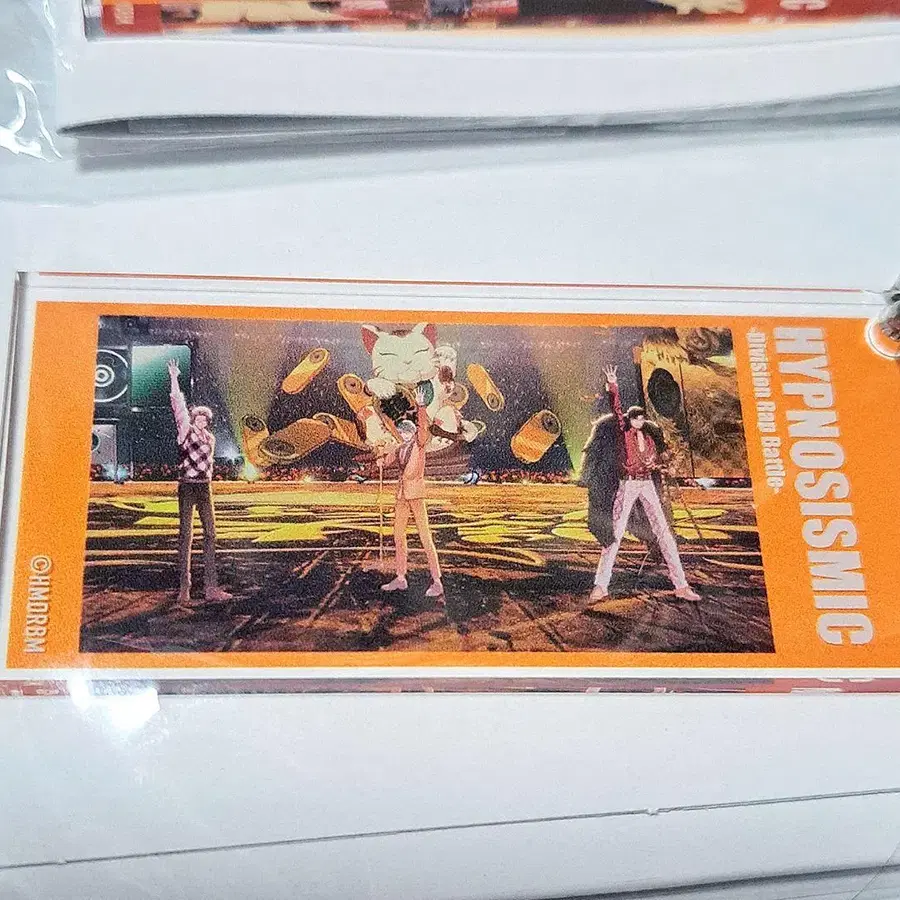 HYPNOSISMIC
-Division Rap Battle-
©HMDRBM